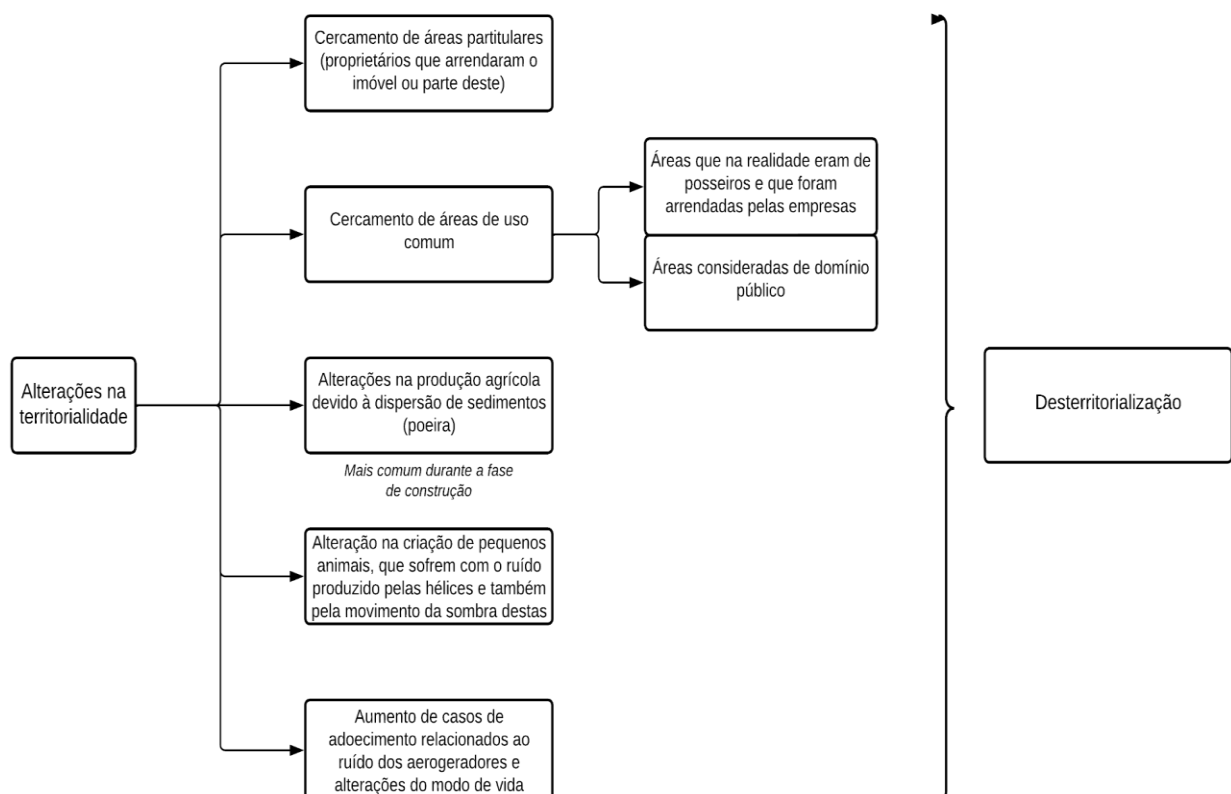 Cercamento de áreas partitulares
(proprietários que arrendaram o
imóvel ou parte deste)
Áreas que na realidade eram de
posseiros e que foram
arrendadas pelas empresas
Cercamento de áreas de uso
comum
Áreas consideradas de domínio
público
Alterações na
territorialidade
Alterações na produção agrícola
devido à dispersão de sedimentos
(poeira)
Mais comum durante a fase
de construção
Desterritorialização
Alteração na criação de pequenos
animais, que sofrem com o ruído
produzido pelas hélices e também
pela movimento da sombra destas
Aumento de casos de
adoecimento relacionados ao
ruído dos aerogeradores e
alterações do modo de vida